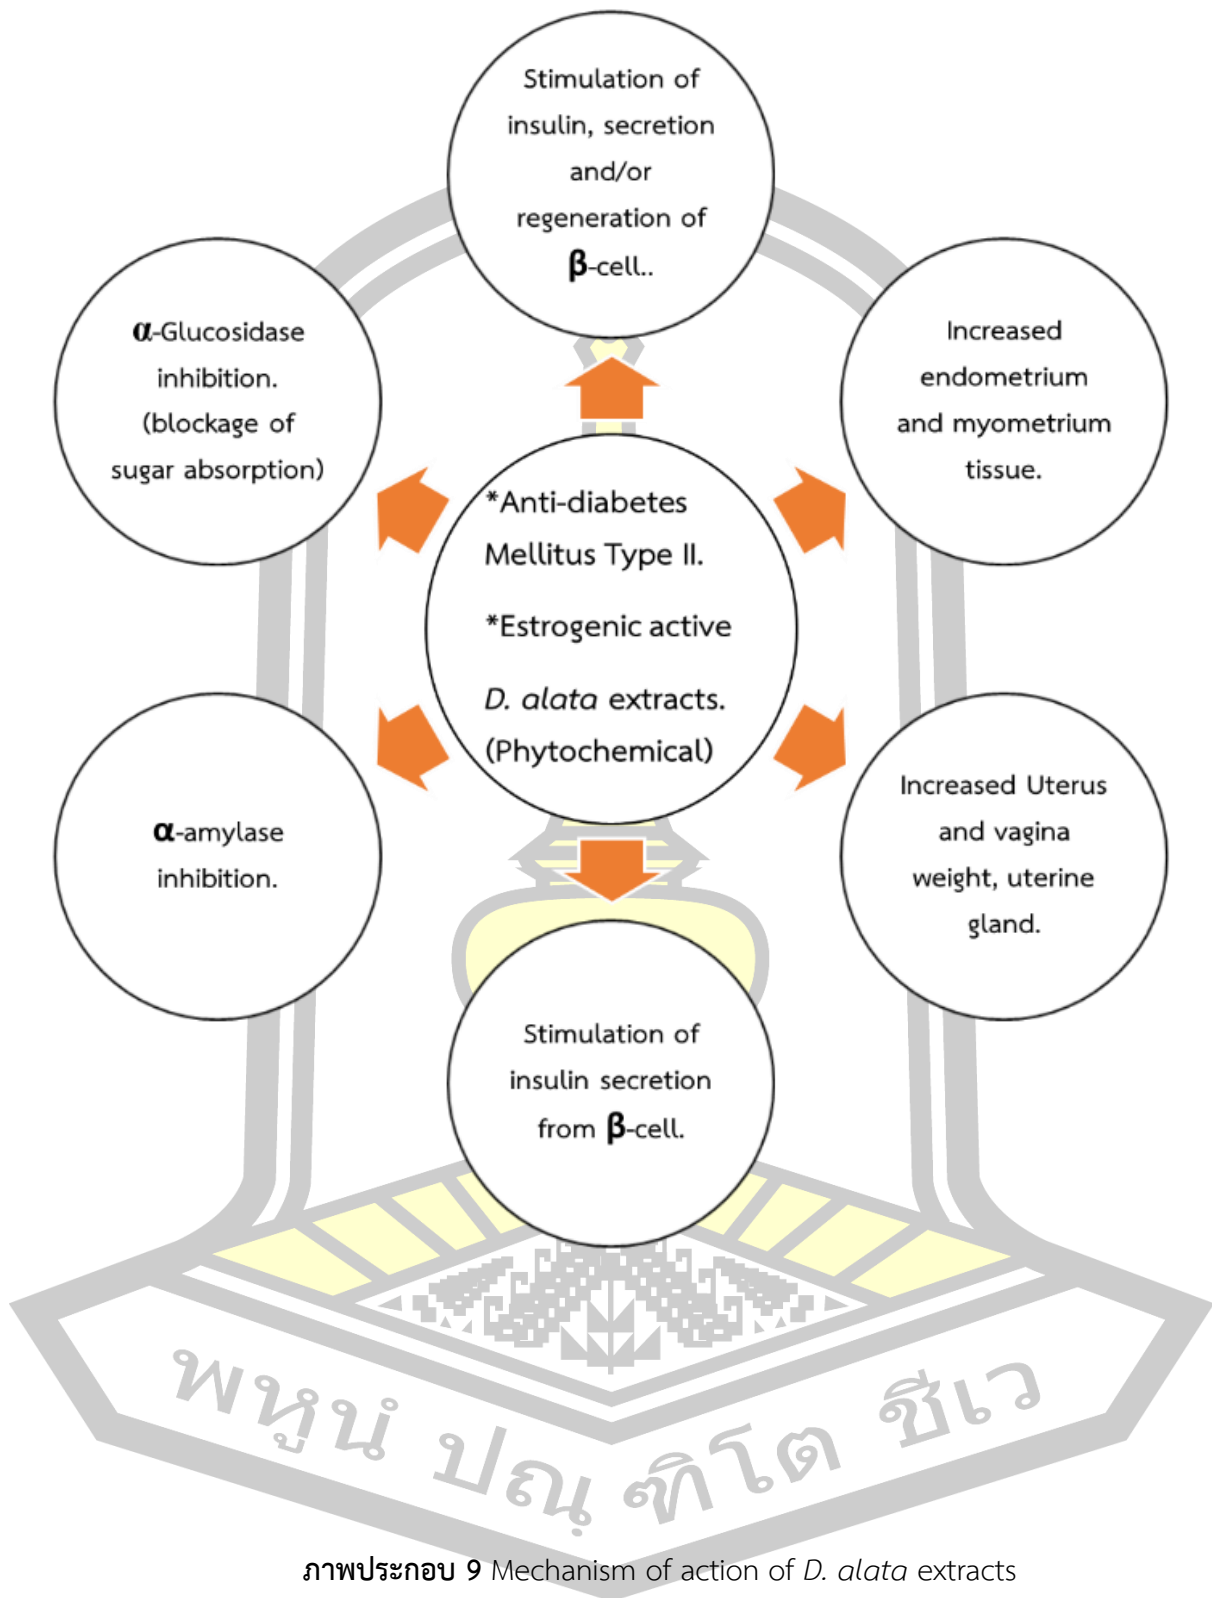 Stimulation of
insulin, secretion
and/or
regeneration of
β-cell..
α-Glucosidase
inhibition.
(blockage of
sugar absorption)
Increased
endometrium
and myometrium
tissue.
*Anti-diabetes
Mellitus Type II.
*Estrogenic active
D. alata extracts.
(Phytochemical)
α-amylase
inhibition.
Increased Uterus
and vagina
weight, uterine
gland.
Stimulation of
insulin secretion
from β-cell.
พหูนํ ปณฺฑิโต ชีเว
ภาพประกอบ 9 Mechanism of action of D. alata extracts